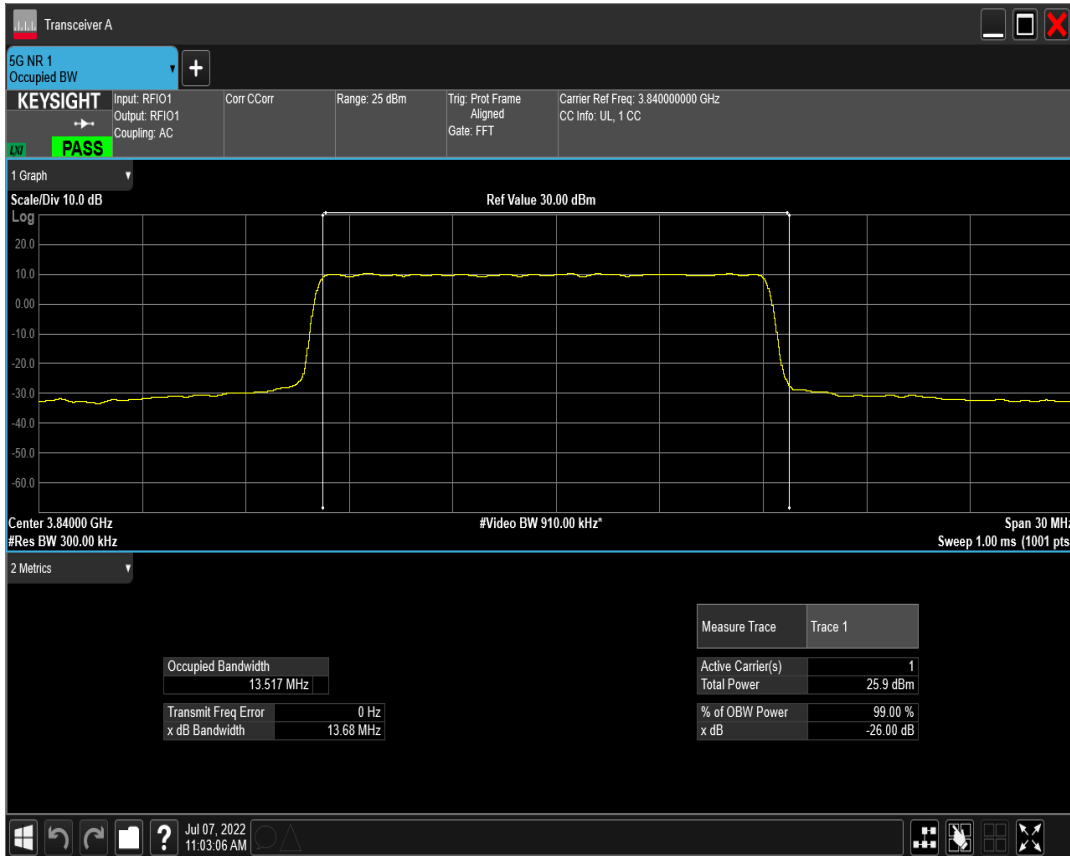 Transceiver A
5G NR 1
Occupied BW
KEYSIGHT
LXI
PASS
Input: RFIO1
Output: RFIO1
Coupling: AC
Corr CCorr
Range: 25 dBm
Trig: Prot Frame
Aligned
Gate: FFT
Carrier Ref Freq: 3.840000000 GHz
CC Info: UL, 1 CC
1 Graph
Scale/Div 10.0 dB
Ref Value 30.00 dBm
Log
20.0
10.0
0.00
-10.0
-20.0
-30.0
-40.0
-50.0
-60.0
Center 3.84000 GHz
#Video BW 910.00 kHz*
Span 30 MHz
#Res BW 300.00 kHz
Sweep 1.00 ms (1001 pts
2 Metrics
Measure Trace Trace 1
Occupied Bandwidth
13.517 MHz
Active Carrier(s) 1
Total Power 25.9 dBm
Transmit Freq Error 0 Hz
x dB Bandwidth 13.68 MHz
% of OBW Power 99.00 %
x dB -26.00 dB
?
Jul 07, 2022
11:03:06 AM